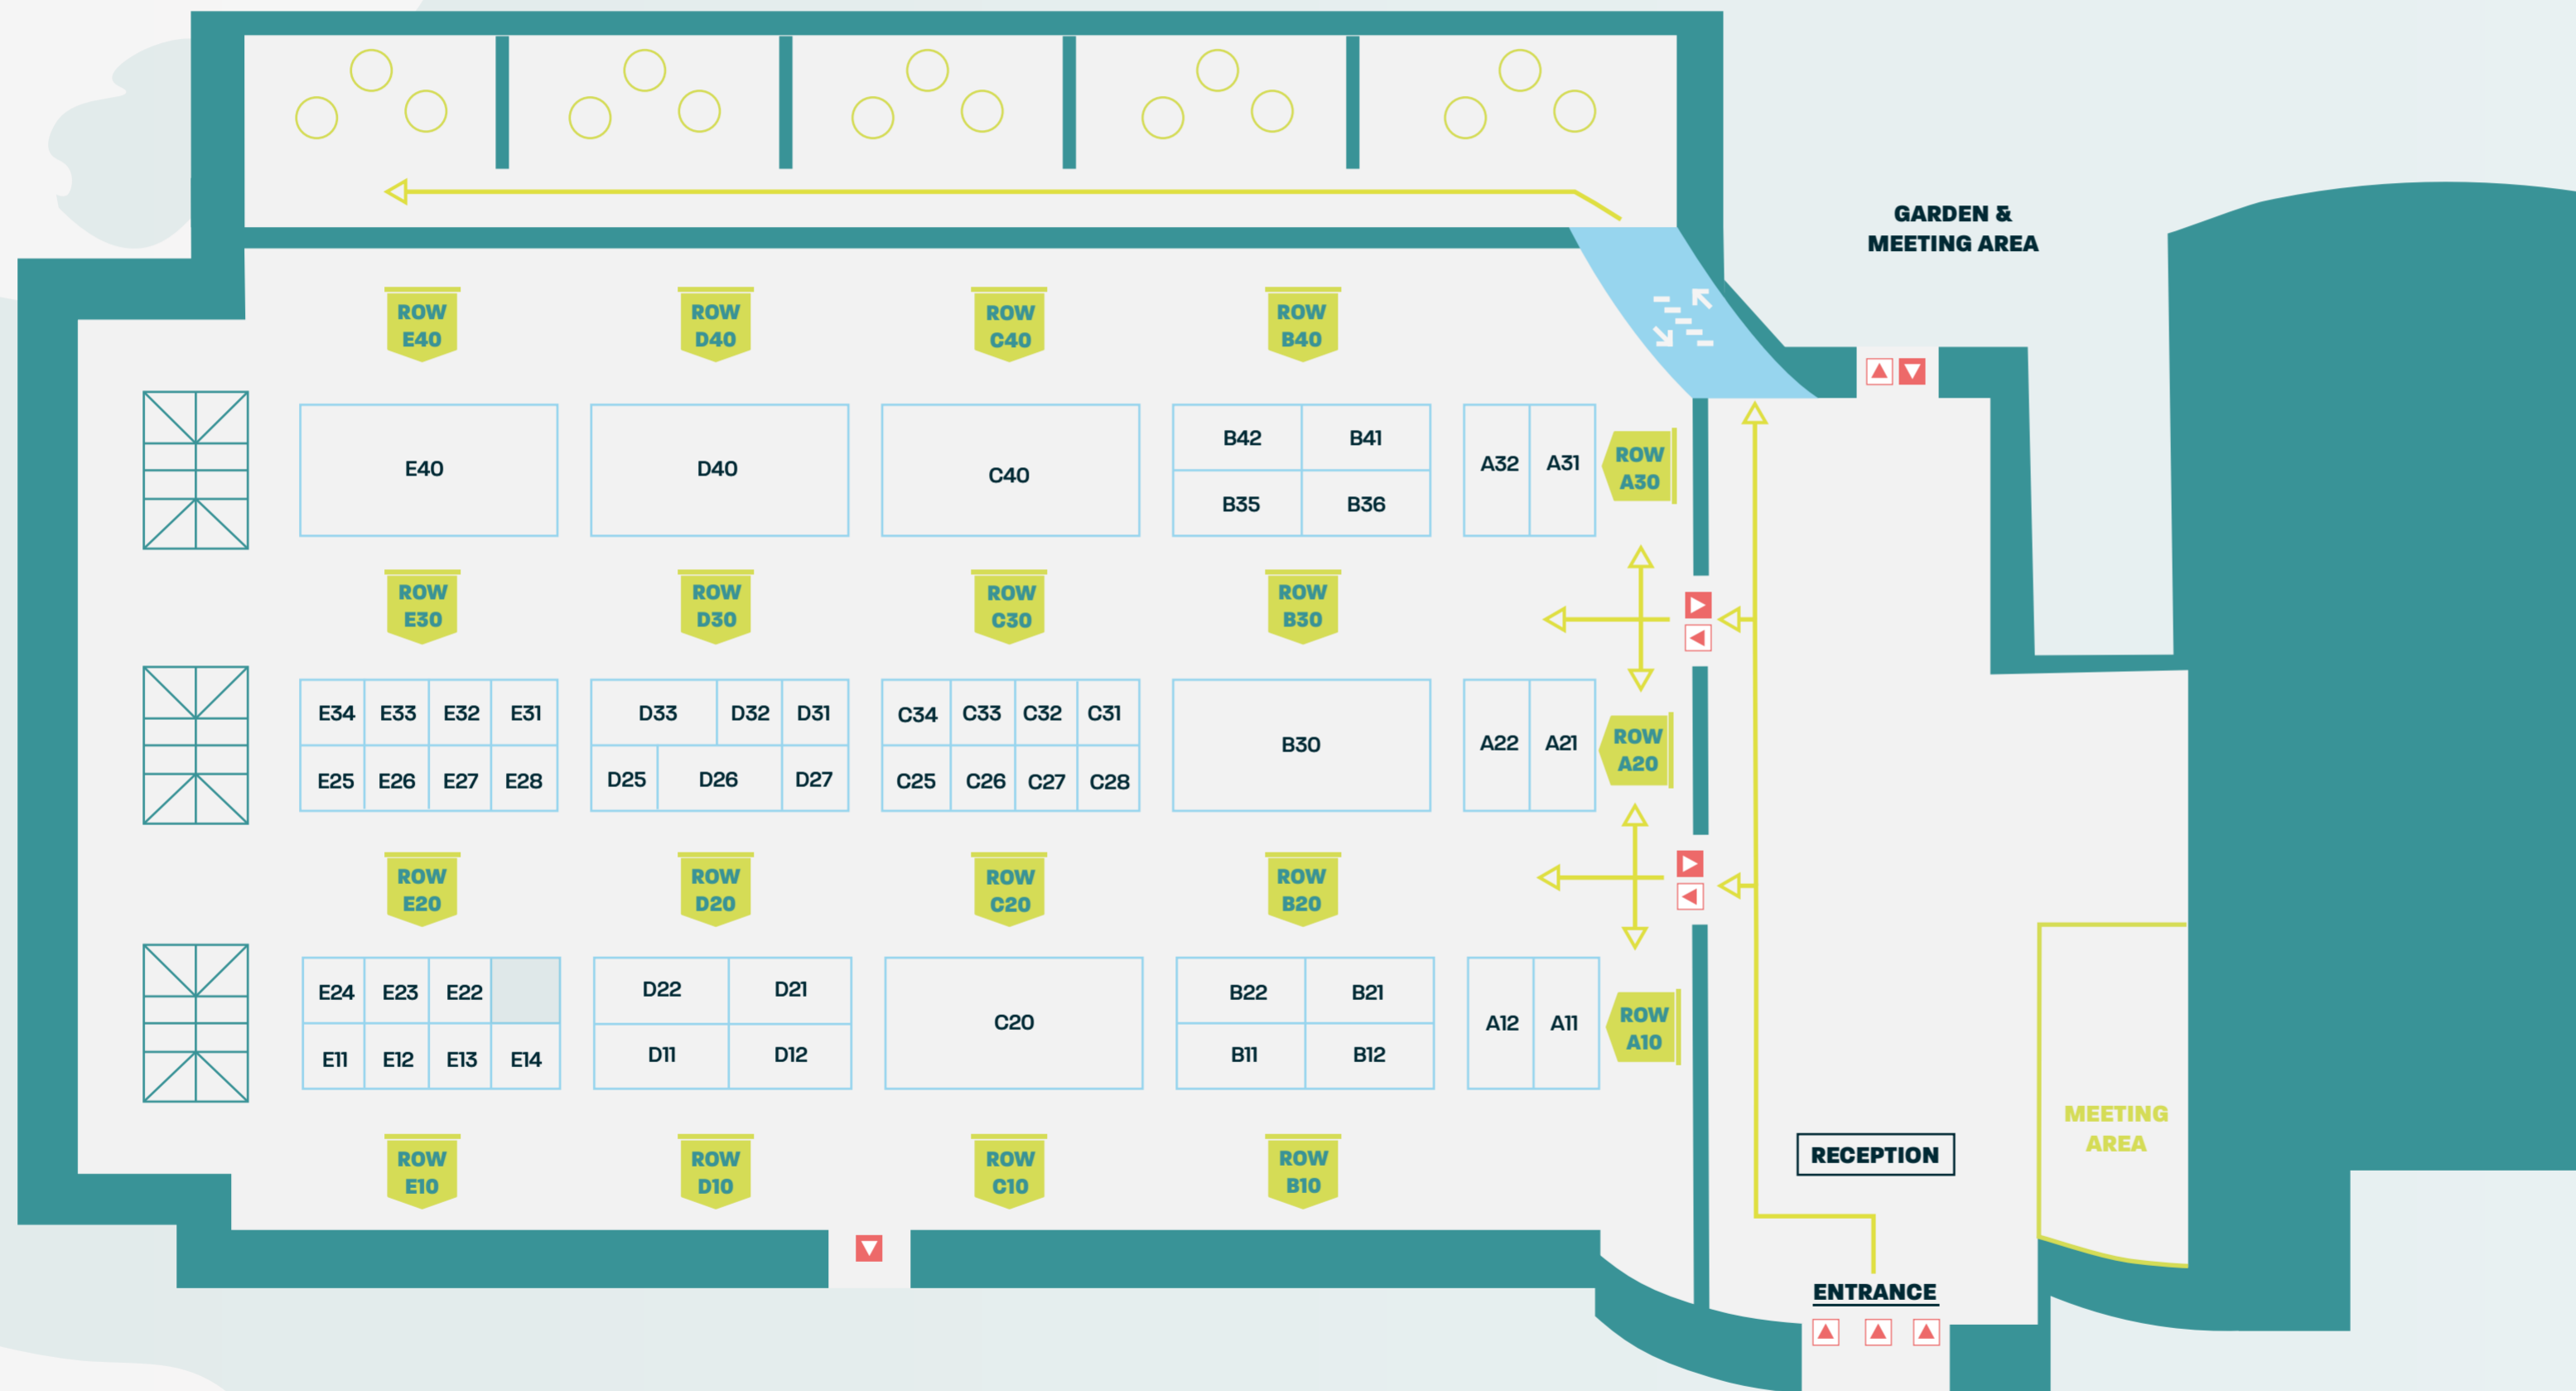 GARDEN &
MEETING AREA
ROW
E40
ROW
D40
ROW
C40
ROW
B40
E40
D40
C40
B42
B41
B35
B36
A32
A31
ROW
A30
ROW
E30
ROW
D30
ROW
C30
ROW
B30
E34
E33
E32
E31
E25
E26
E27
E28
D33
D32
D31
D25
D26
D27
C34
C33
C32
C31
C25
C26
C27
C28
B30
A22
A21
ROW
A20
ROW
E20
ROW
D20
ROW
C20
ROW
B20
E24
E23
E22
E11
E12
E13
E14
D22
D21
D11
D12
C20
B22
B21
B11
B12
A12
A11
ROW
A10
ROW
E10
ROW
D10
ROW
C10
ROW
B10
RECEPTION
MEETING
AREA
ENTRANCE